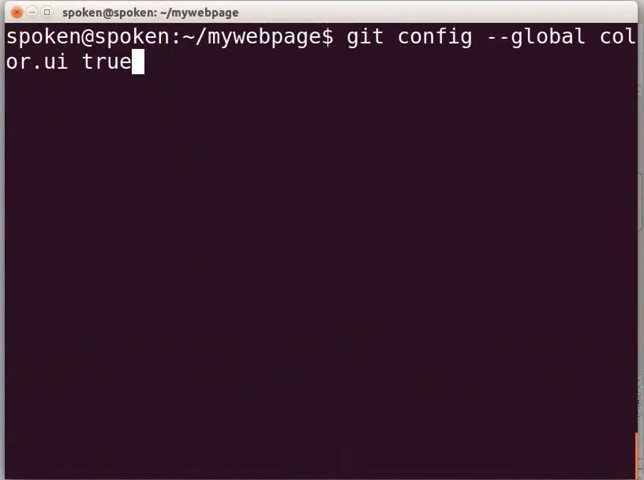 spoken@spoken: ~/mywebpage
spoken@spoken:~/mywebpage$ git config --global col
or.ui true